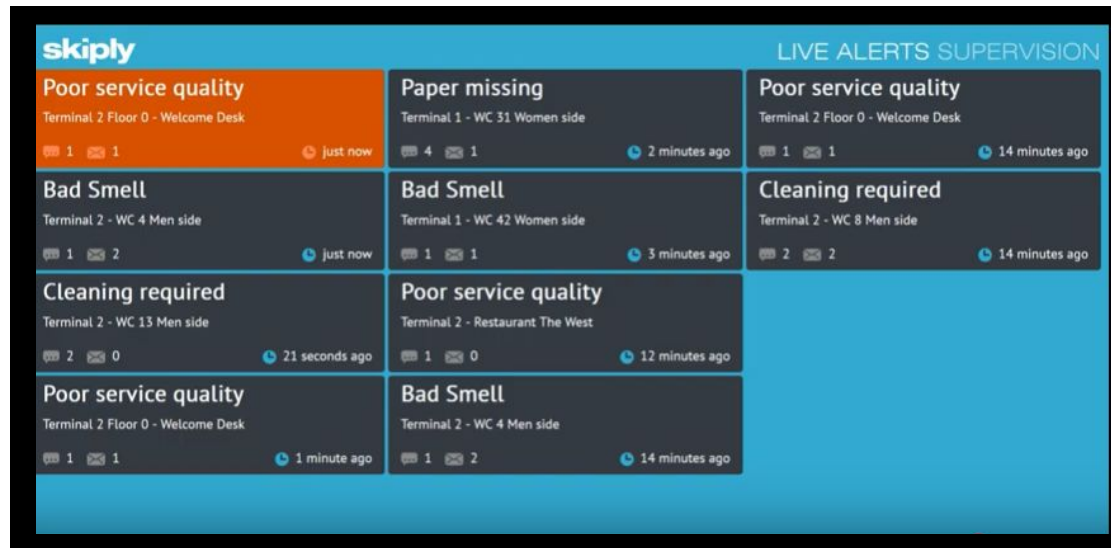 skiply
LIVE ALERTS SUPERVISION
Poor service quality
Terminal 2 Floor 0 - Welcome Desk
1 1 just now
Bad Smell
Terminal 2 - WC 4 Men side
1 2 just now
Cleaning required
Terminal 2 - WC 13 Men side
2 0 21 seconds ago
Poor service quality
Terminal 2 Floor 0 - Welcome Desk
1 1 1 minute ago
Paper missing
Terminal 1 - WC 31 Women side
4 1 2 minutes ago
Bad Smell
Terminal 1 - WC 42 Women side
1 1 3 minutes ago
Poor service quality
Terminal 2 - Restaurant The West
1 0 12 minutes ago
Bad Smell
Terminal 2 - WC 4 Men side
1 2 14 minutes ago
Poor service quality
Terminal 2 Floor 0 - Welcome Desk
1 1 14 minutes ago
Cleaning required
Terminal 2 - WC 8 Men side
2 2 14 minutes ago